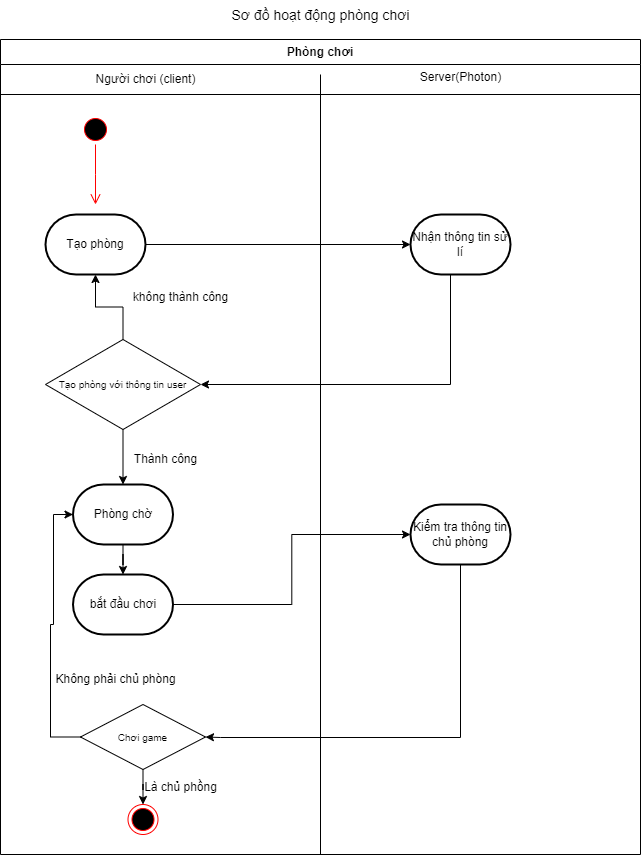 Sơ đồ hoạt động phòng chơi
Phòng chơi
Người chơi (client)
Server(Photon)
Tạo phòng
Nhận thông tin sử
lí
không thành công
Tạo phòng với thông tin user
Thành công
Phòng chờ
Kiểm tra thông tin
chủ phòng
bắt đầu chơi
Không phải chủ phòng
Chơi game
Là chủ phồng